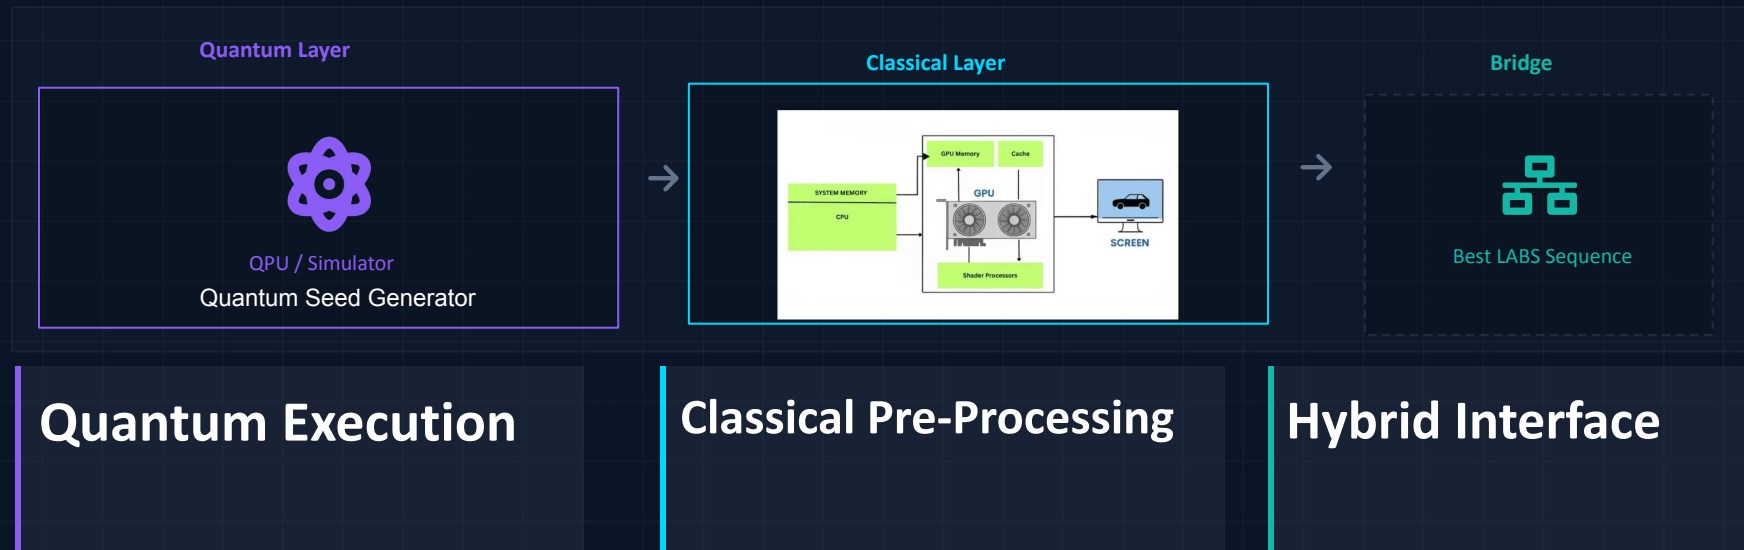 Quantum Layer
Classical Layer
Bridge
QPU / Simulator
Quantum Seed Generator
SYSTEM MEMORY
CPU
GPU Memory
Cache
GPU
Shader Processors
SCREEN
Best LABS Sequence
Quantum Execution
Classical Pre-Processing
Hybrid Interface